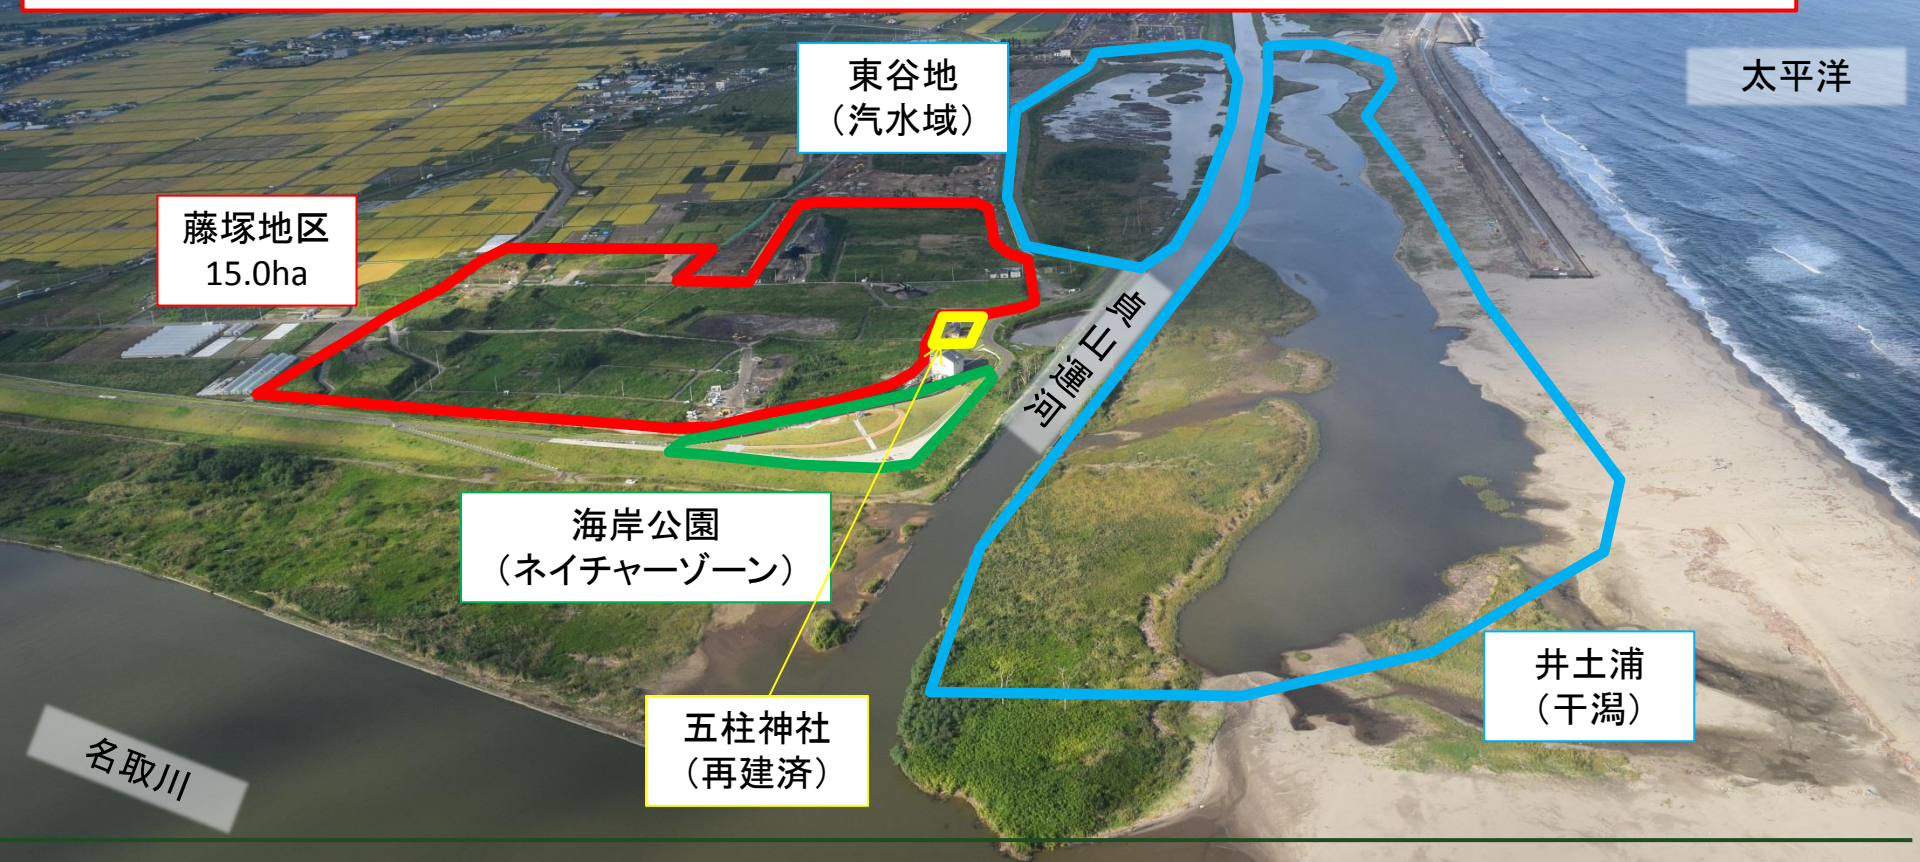 東谷地
（汽水域）
太平洋
藤塚地区
15.0ha
貞山運河
海岸公園
（ネイチャーゾーン）
五柱神社
（再建済）
井土浦
（干潟）
名取川